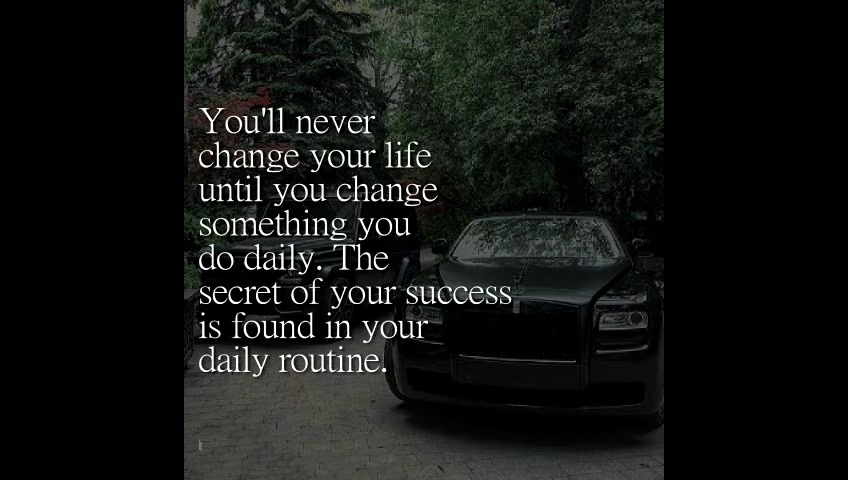 You'll never
change your life
until you change
something you
do daily. The
secret of your success
is found in your
daily routine.